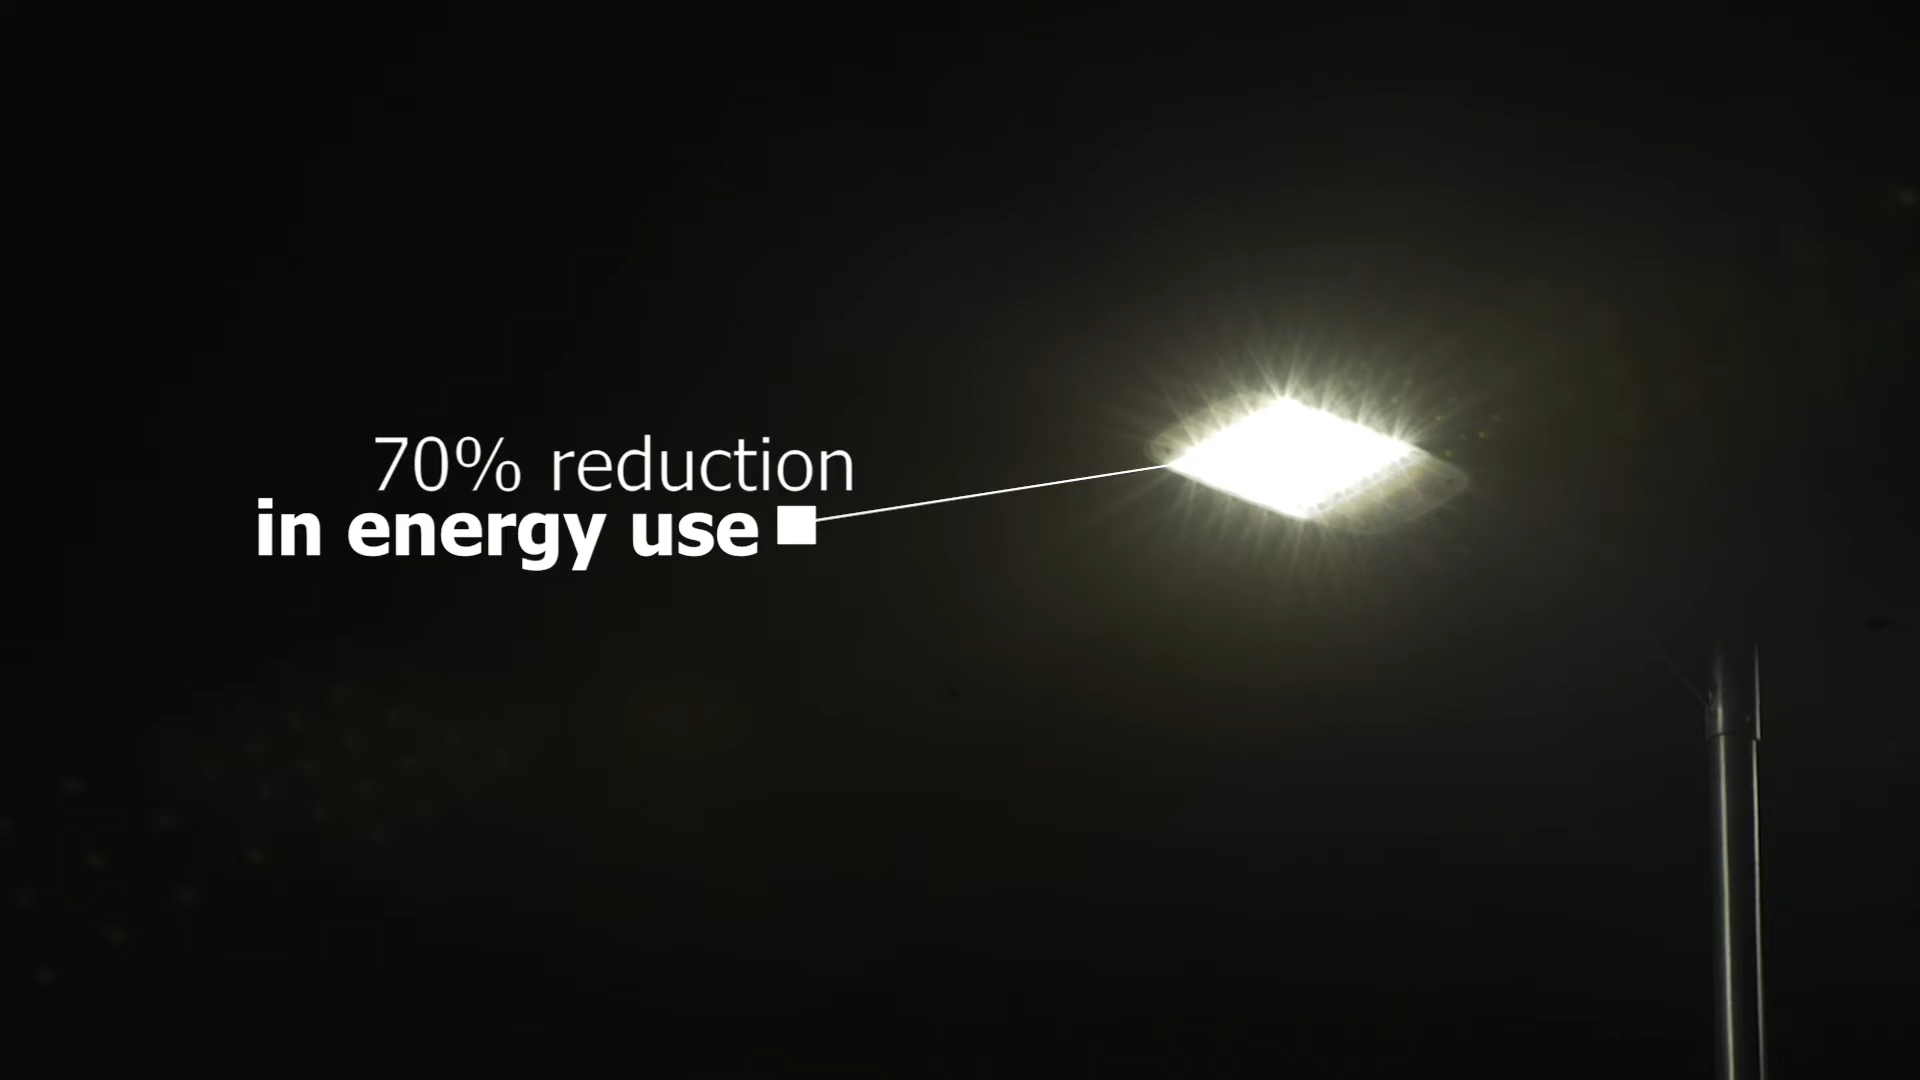 70% reduction
in energy use